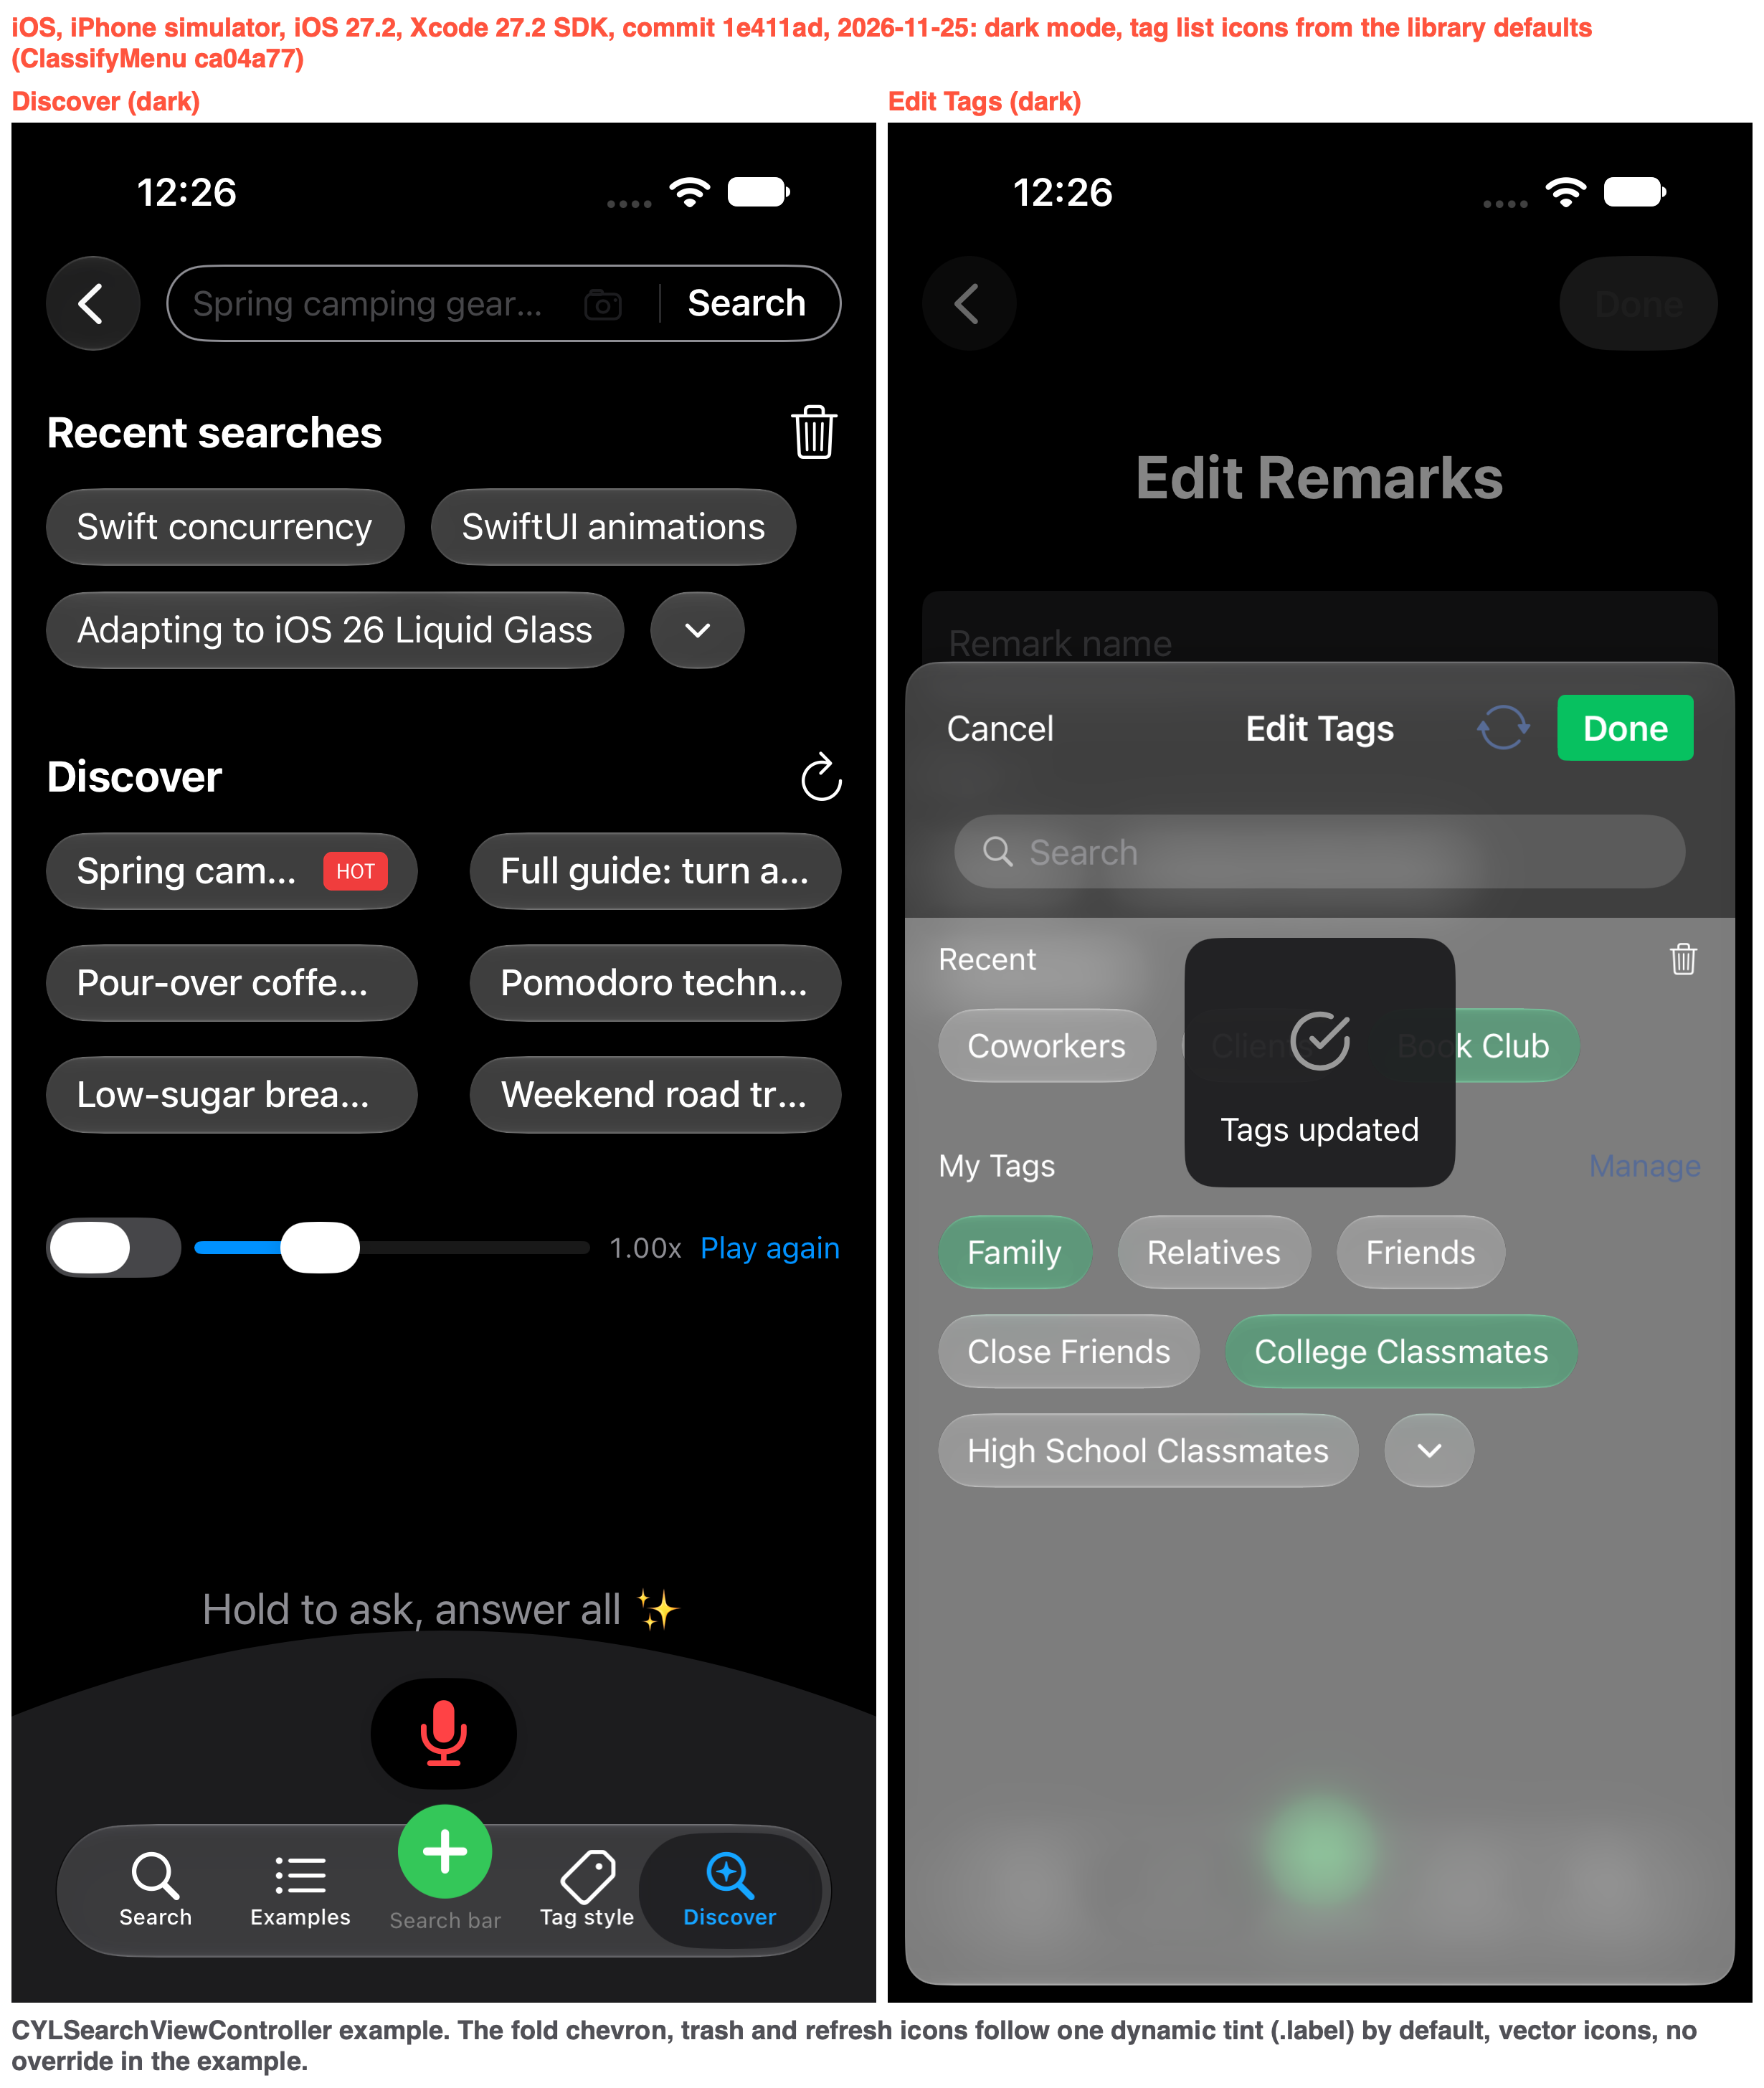 iOS, iPhone simulator, iOS 27.2, Xcode 27.2 SDK, commit 1e411ad, 2026-11-25: dark mode, tag list icons from the library defaults
(ClassifyMenu ca04a77)
Discover (dark)
12:26
Spring camping gear...
Search
Recent searches
Swift concurrency
SwiftUI animations
Adapting to iOS 26 Liquid Glass
Discover
Spring cam...
HOT
Full guide: turn a...
Pour-over coffe...
Pomodoro techn...
Low-sugar brea...
Weekend road tr...
1.00x
Play again
Hold to ask, answer all ✨
Search
Examples
Search bar
Tag style
Discover
Edit Tags (dark)
12:26
Done
Edit Remarks
Remark name
Cancel
Edit Tags
Done
Search
Recent
Coworkers
Clients
Book Club
Tags updated
My Tags
Manage
Family
Relatives
Friends
Close Friends
College Classmates
High School Classmates
CYLSearchViewController example. The fold chevron, trash and refresh icons follow one dynamic tint (.label) by default, vector icons, no
override in the example.